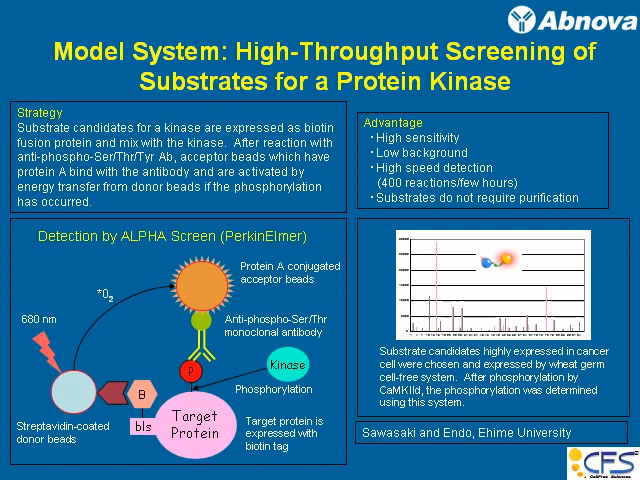 Abnova
Model System: High-Throughput Screening of
Substrates for a Protein Kinase
Strategy
Substrate candidates for a kinase are expressed as biotin
fusion protein and mix with the kinase. After reaction with
anti-phospho-Ser/Thr/Tyr Ab, acceptor beads which have
protein A bind with the antibody and are activated by
energy transfer from donor beads if the phosphorylation
has occurred.
Advantage
・High sensitivity
・Low background
・High speed detection
(400 reactions/few hours)
・Substrates do not require purification
Detection by ALPHA Screen (PerkinElmer)
Protein A conjugated
acceptor beads
*O2
680 nm
Anti-phospho-Ser/Thr
monoclonal antibody
P
Kinase
Phosphorylation
B
bls
Target
Protein
Streptavidin-coated
donor beads
Target protein is
expressed with
biotin tag
Substrate candidates highly expressed in cancer
cell were chosen and expressed by wheat germ
cell-free system. After phosphorylation by
CaMKIId, the phosphorylation was determined
using this system.
Sawasaki and Endo, Ehime University
CFS
CellFree Sciences